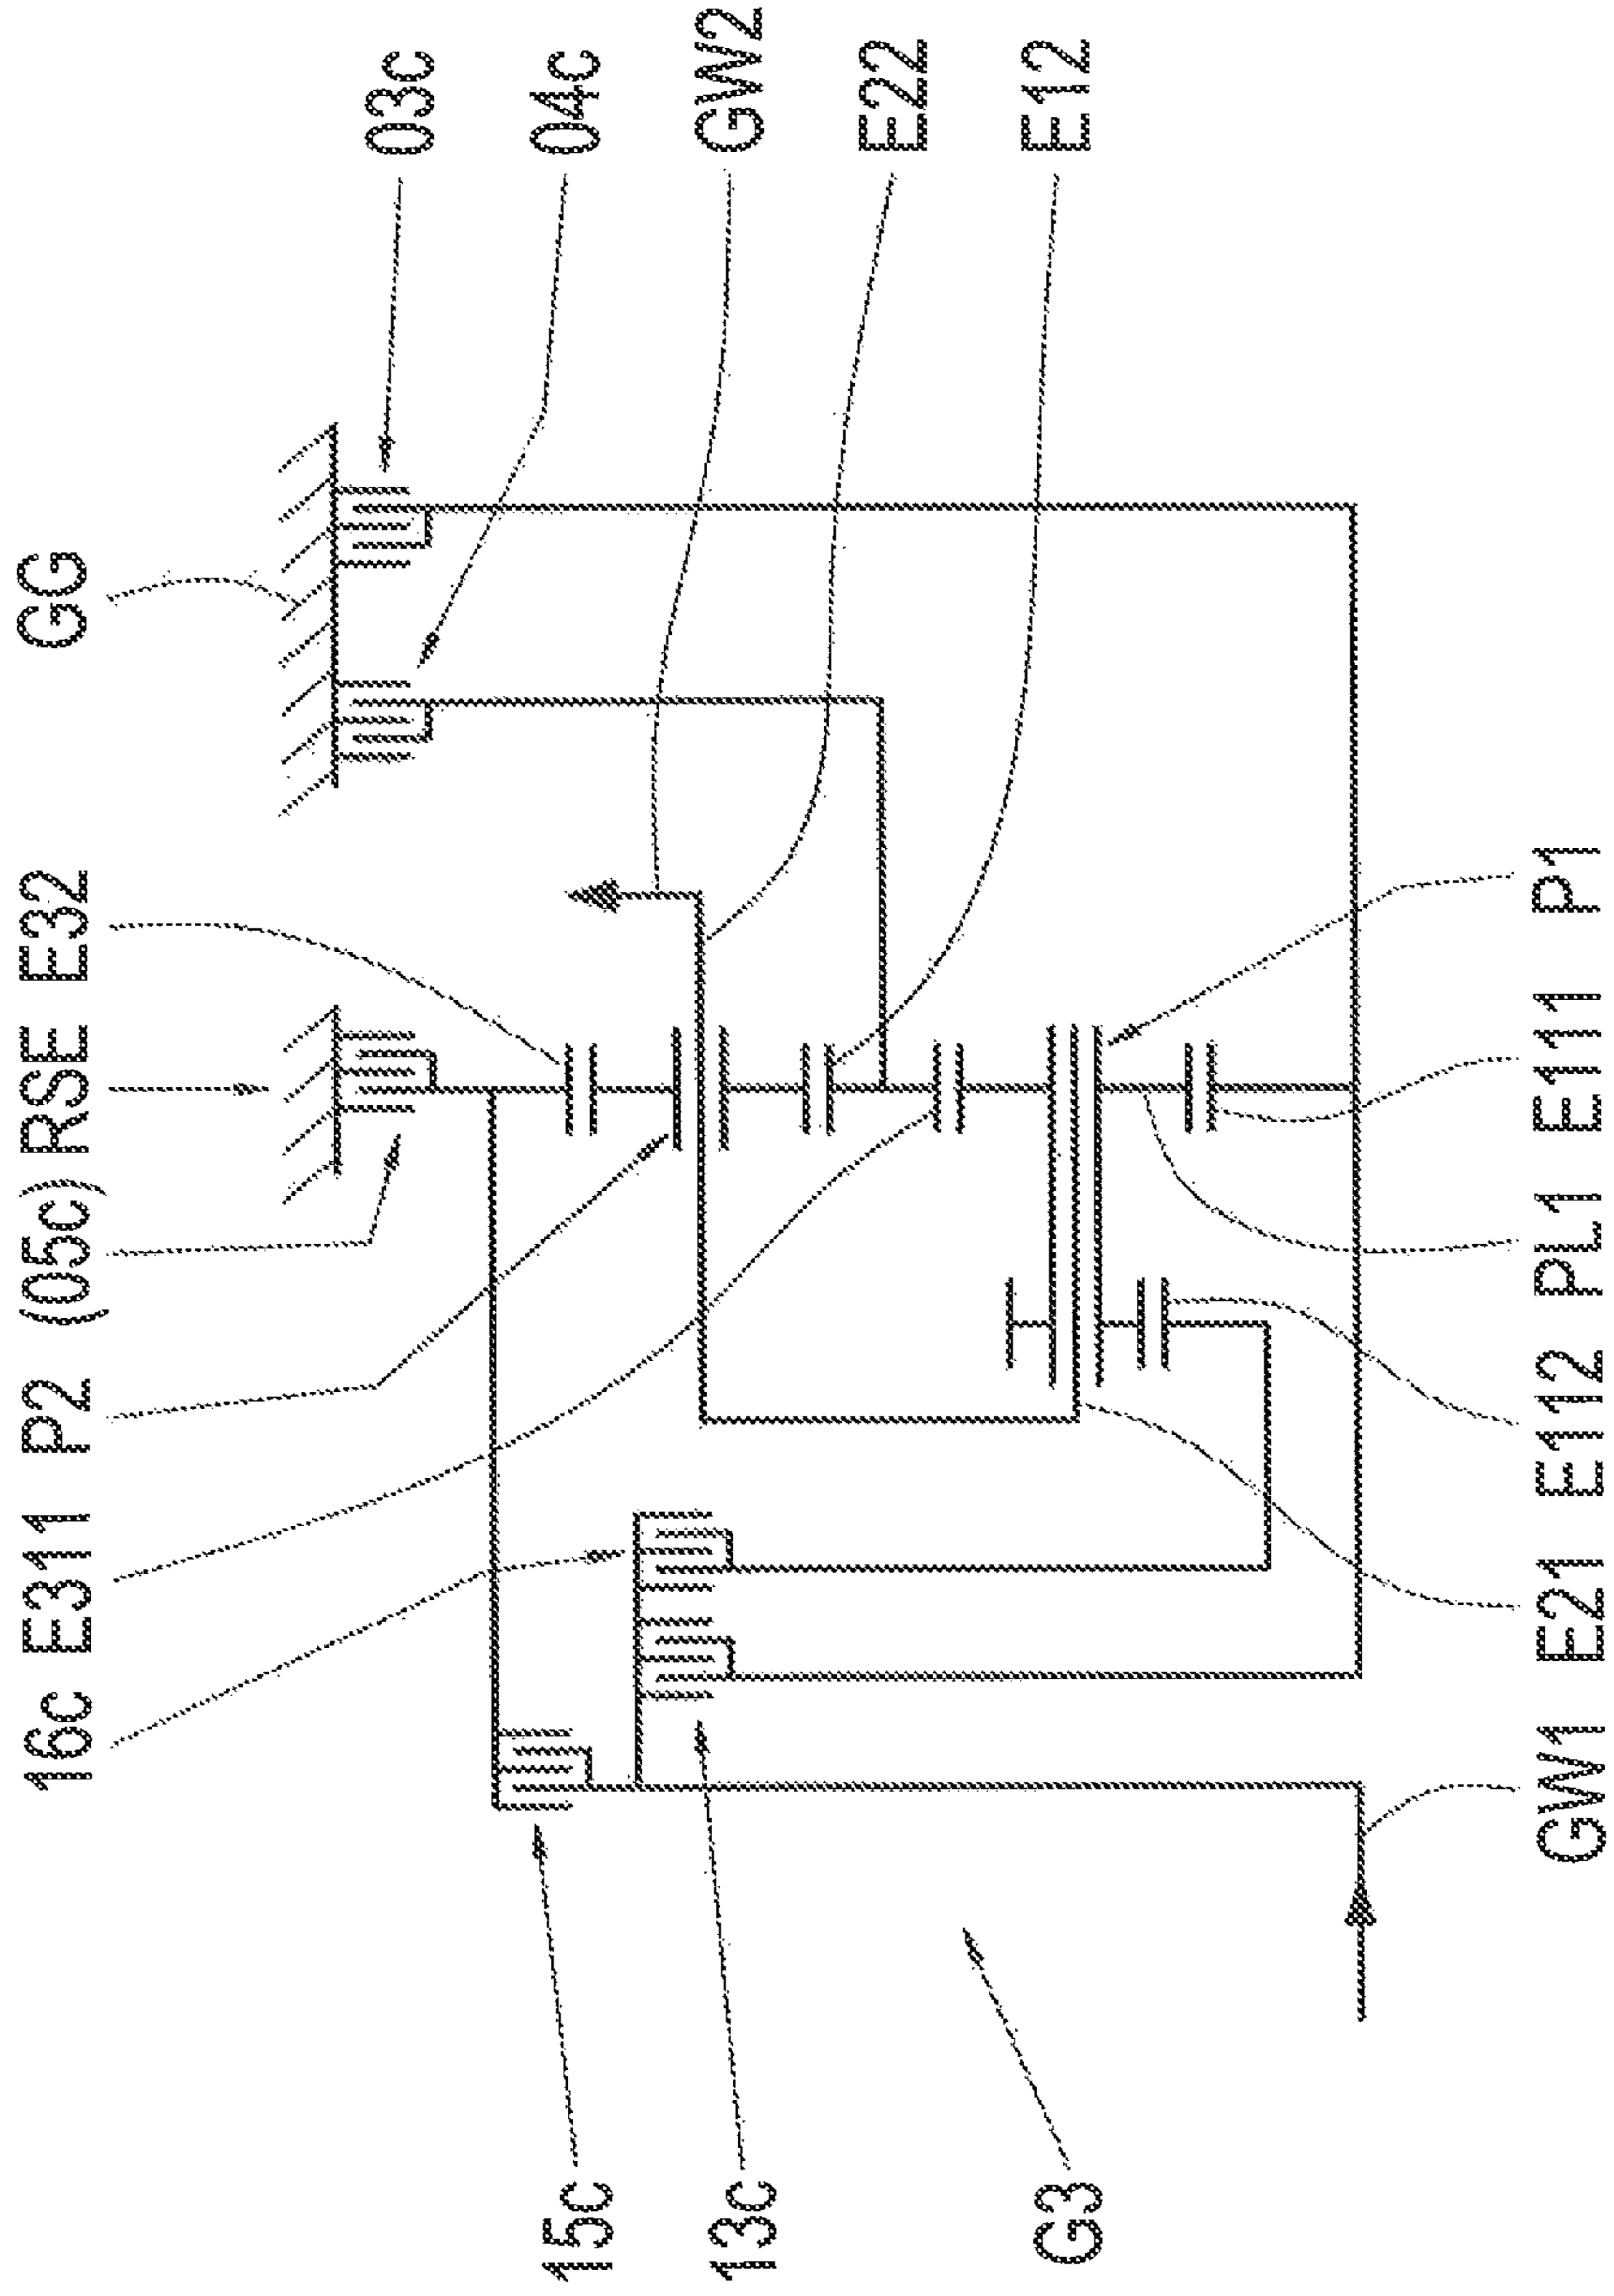 16c E311 P2 (05c) RSE E32 GG
03c
04c
GW2
E22
E12
15c
13c
G3
GW1 E21 E112 PL1 E111 P1